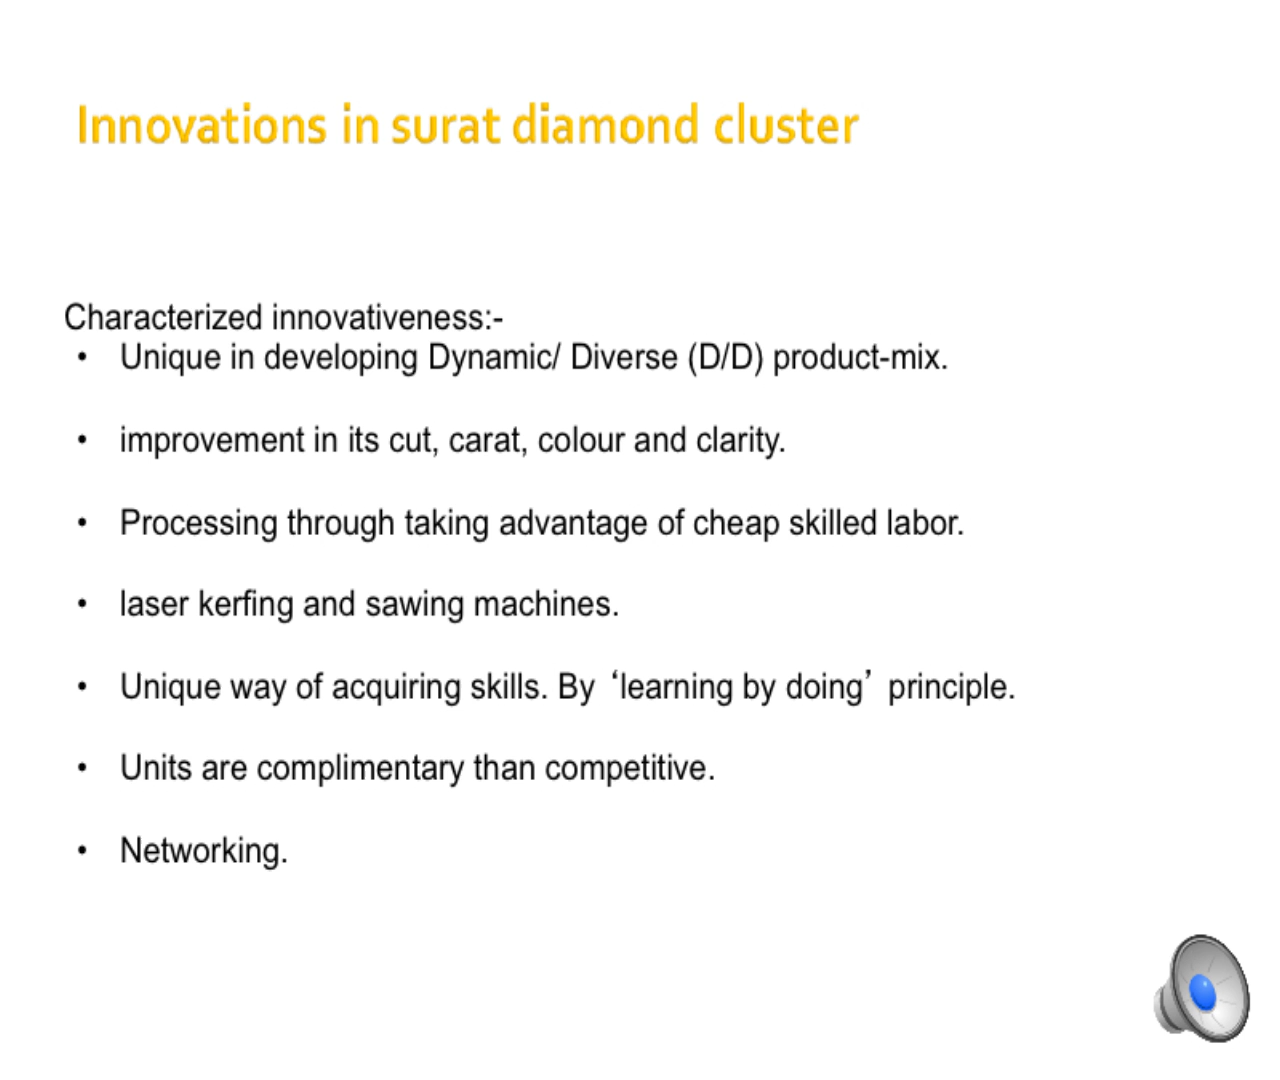 Innovations in surat diamond cluster
Characterized innovativeness:-
• Unique in developing Dynamic/ Diverse (D/D) product-mix.
• improvement in its cut, carat, colour and clarity.
• Processing through taking advantage of cheap skilled labor.
• laser kerfing and sawing machines.
• Unique way of acquiring skills. By ‘learning by doing’ principle.
• Units are complimentary than competitive.
• Networking.